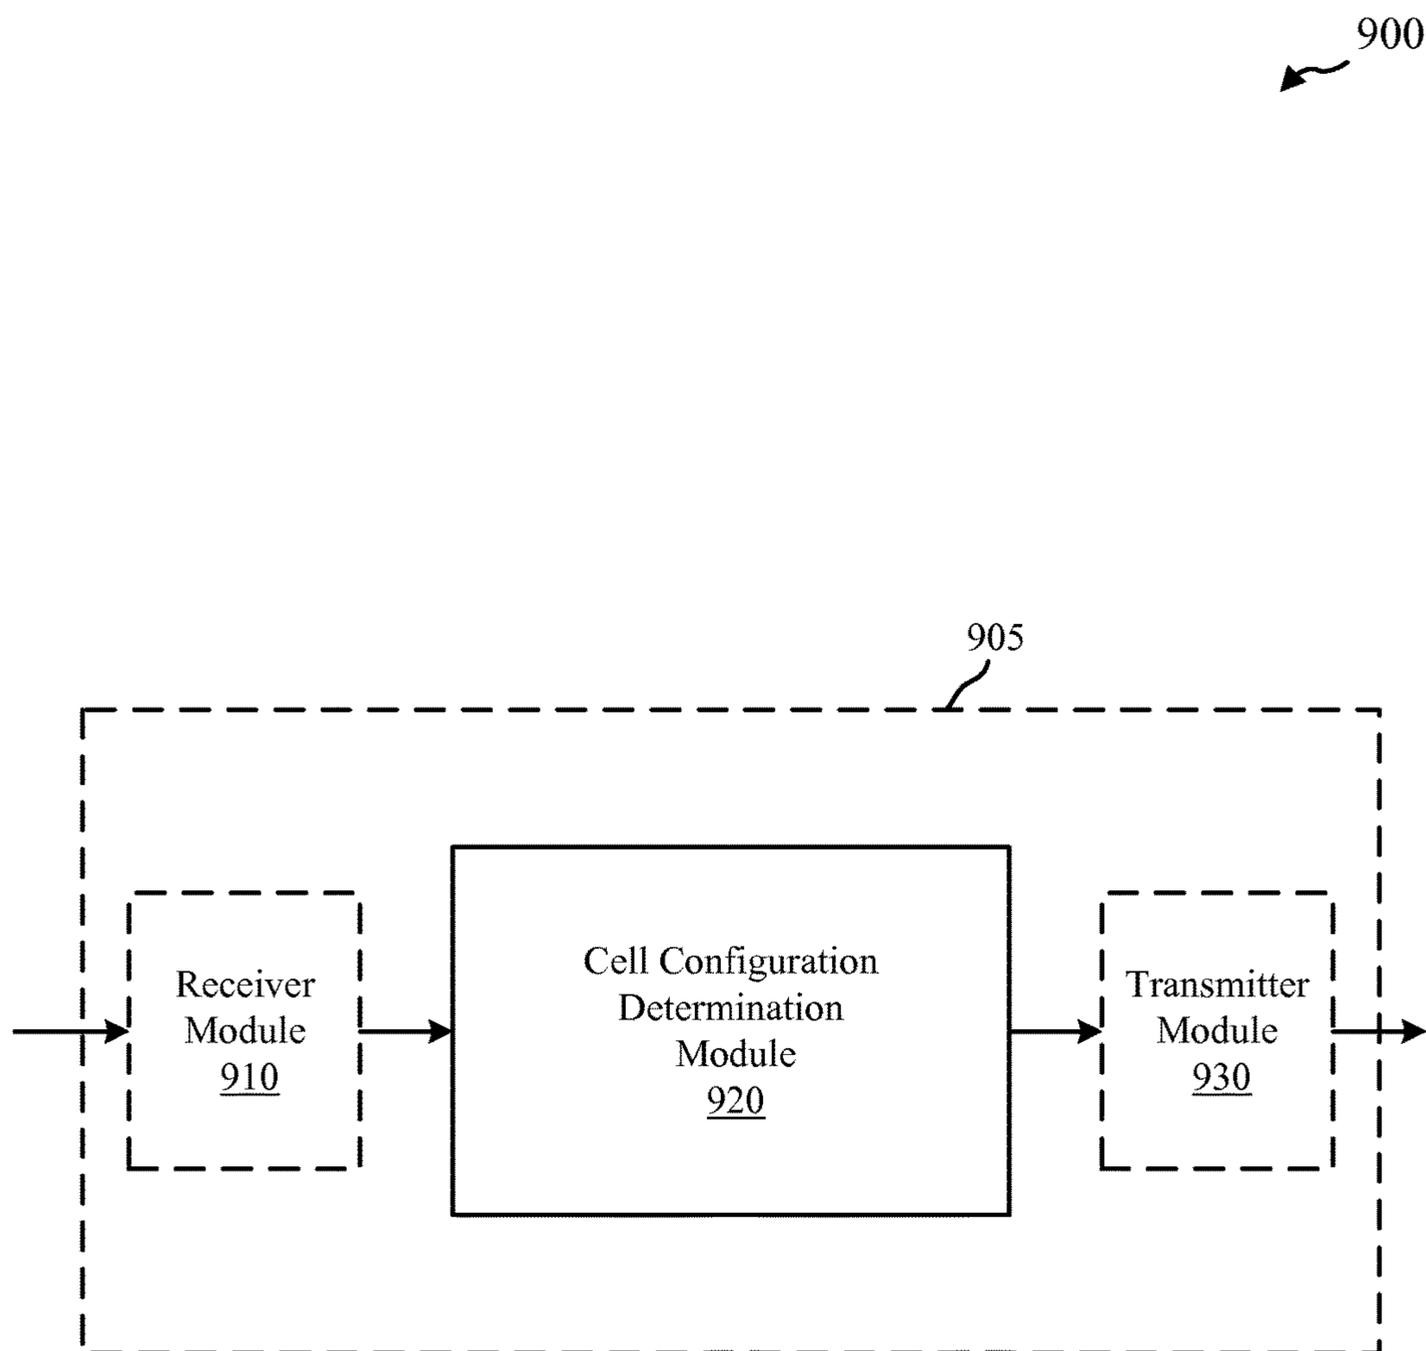 900
905
Receiver
Module
910
Cell Configuration
Determination
Module
920
Transmitter
Module
930